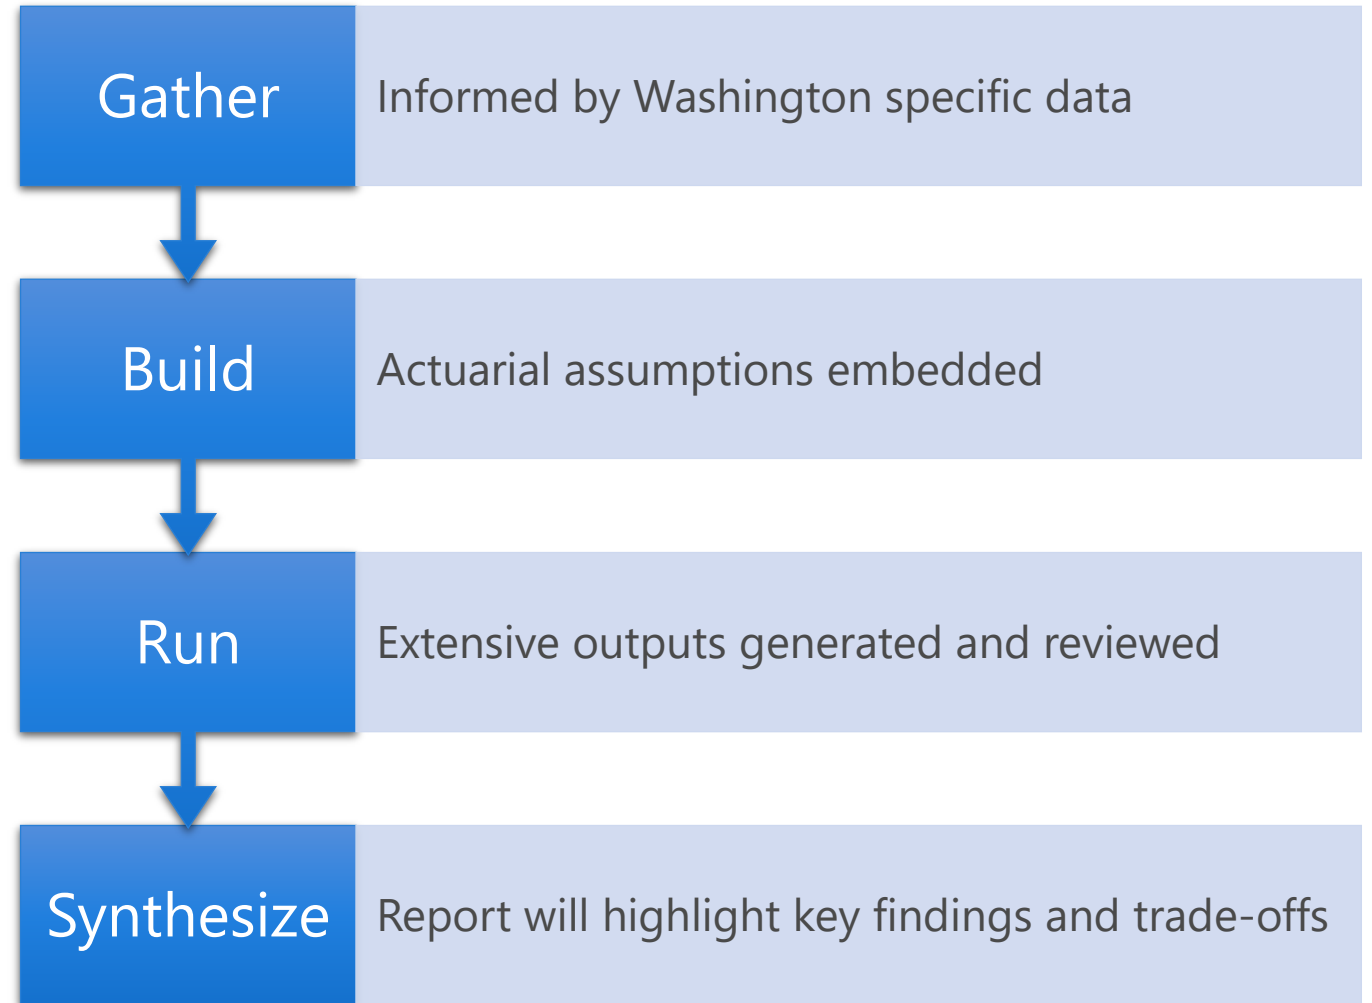 Gather
Informed by Washington specific data
Build
Actuarial assumptions embedded
Run
Extensive outputs generated and reviewed
Synthesize
Report will highlight key findings and trade-offs